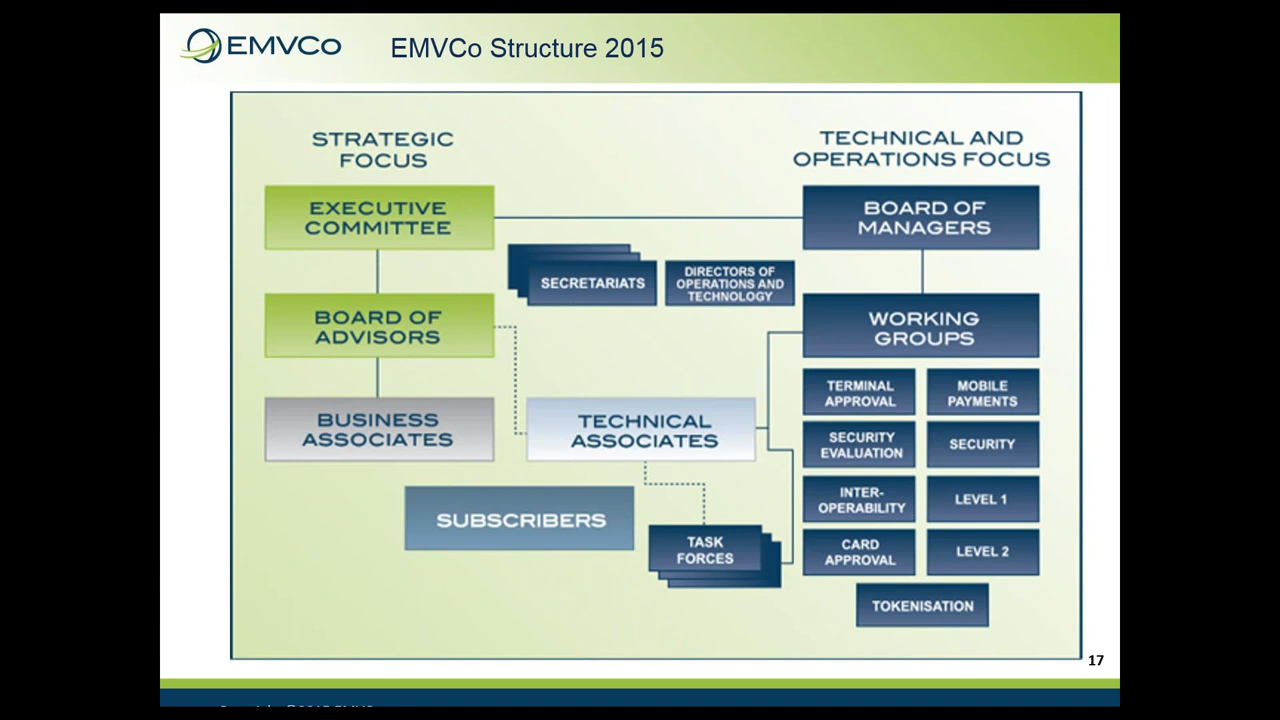 EMVCo
EMVCo Structure 2015
STRATEGIC
FOCUS
TECHNICAL AND
OPERATIONS FOCUS
EXECUTIVE
COMMITTEE
BOARD OF
MANAGERS
SECRETARIATS
DIRECTORS OF
OPERATIONS AND
TECHNOLOGY
BOARD OF
ADVISORS
WORKING
GROUPS
BUSINESS
ASSOCIATES
TECHNICAL
ASSOCIATES
TERMINAL
APPROVAL
MOBILE
PAYMENTS
SECURITY
EVALUATION
SECURITY
INTER-
OPERABILITY
LEVEL 1
SUBSCRIBERS
TASK
FORCES
CARD
APPROVAL
LEVEL 2
TOKENISATION
17